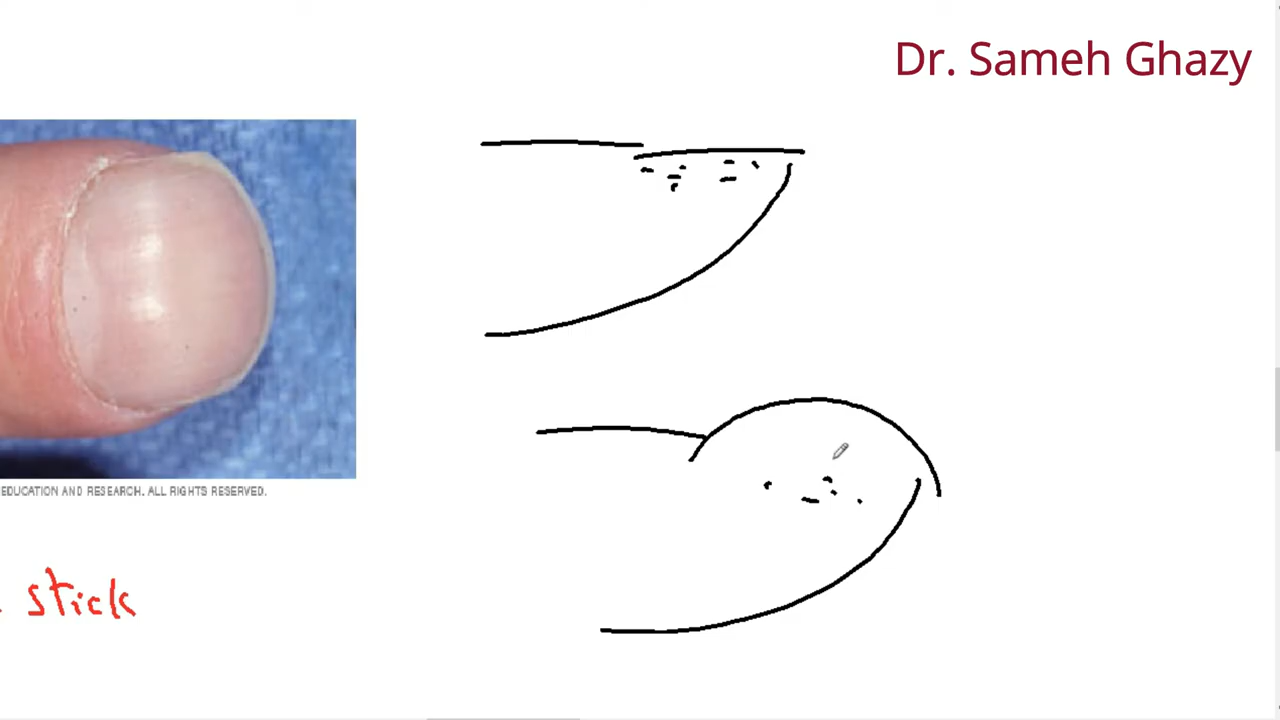 Dr. Sameh Ghazy
EDUCATION AND RESEARCH. ALL RIGHTS RESERVED.
stick